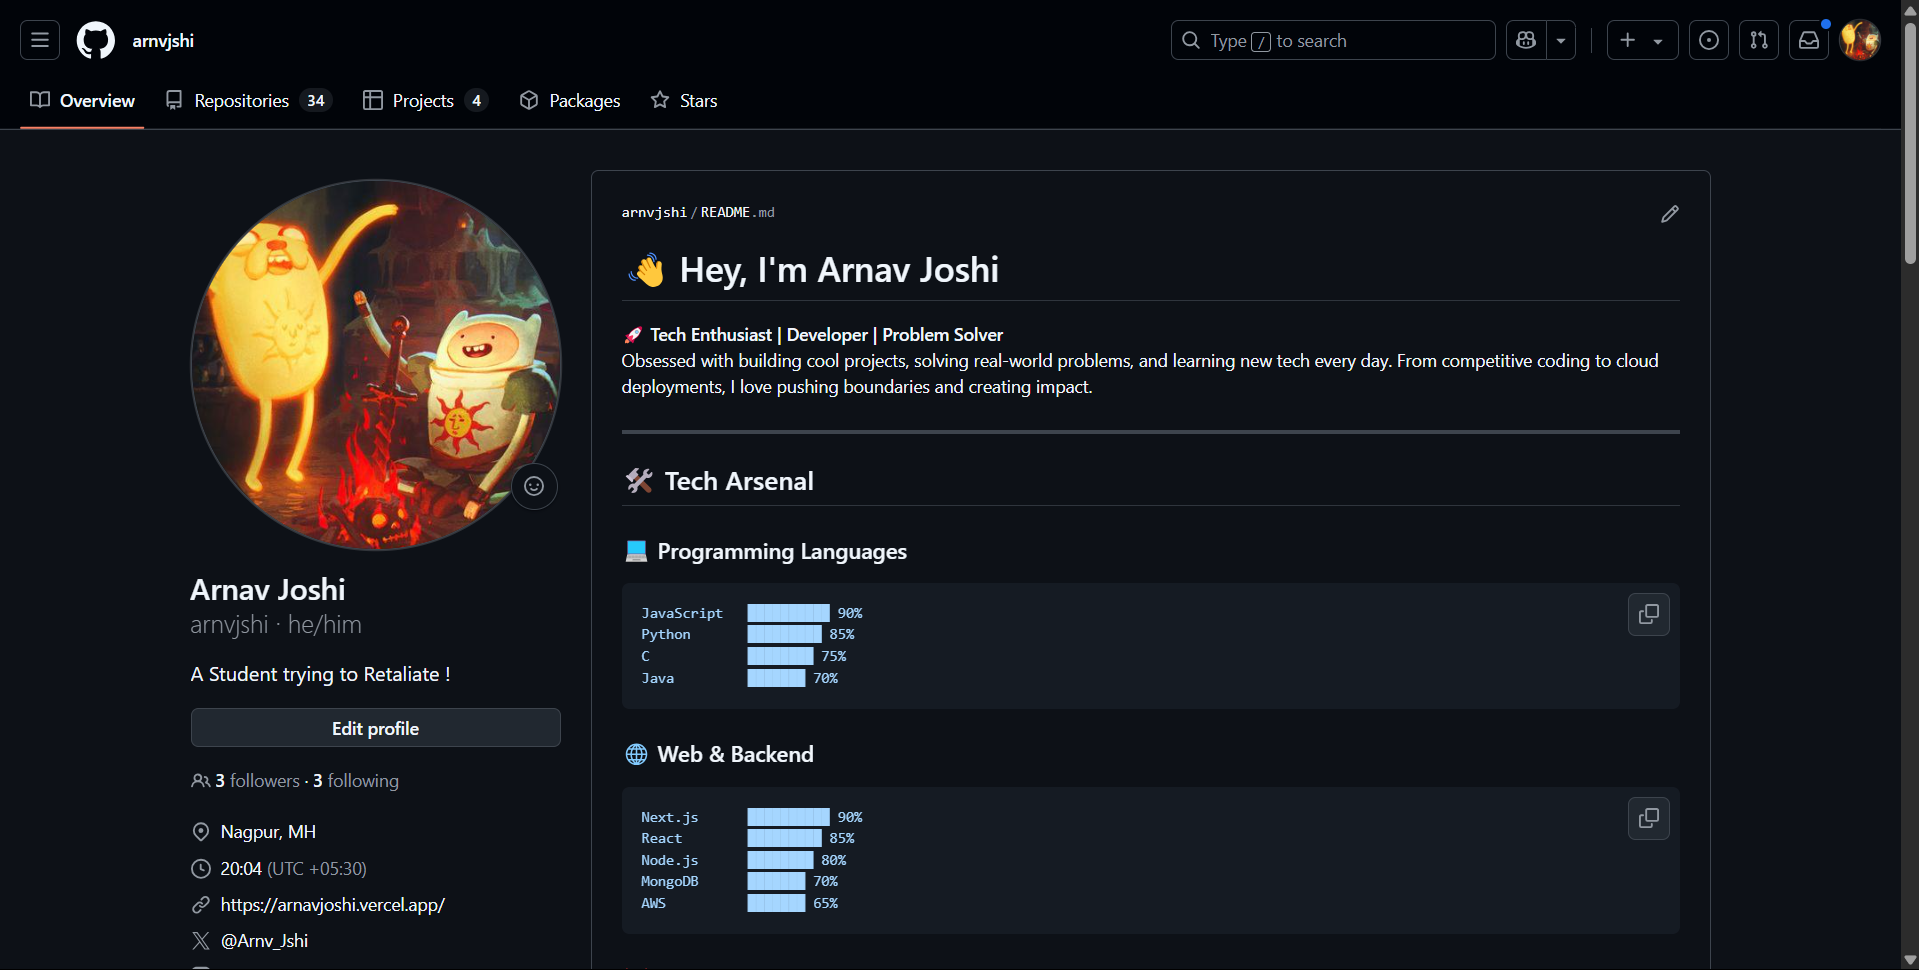 arnvjshi
Type / to search
Overview
Repositories 34
Projects 4
Packages
Stars
Arnav Joshi
arnvjshi · he/him
A Student trying to Retaliate !
Edit profile
3 followers · 3 following
Nagpur, MH
20:04 (UTC +05:30)
https://arnavjoshi.vercel.app/
@Arnv_Jshi
arnvjshi/README.md
👋 Hey, I'm Arnav Joshi
🚀 Tech Enthusiast | Developer | Problem Solver
Obsessed with building cool projects, solving real-world problems, and learning new tech every day. From competitive coding to cloud
deployments, I love pushing boundaries and creating impact.
🛠️ Tech Arsenal
💻 Programming Languages
JavaScript ██████████ 90%
Python █████████ 85%
C ████████ 75%
Java ███████ 70%
🌐 Web & Backend
Next.js ██████████ 90%
React █████████ 85%
Node.js ████████ 80%
MongoDB ███████ 70%
AWS ███████ 65%